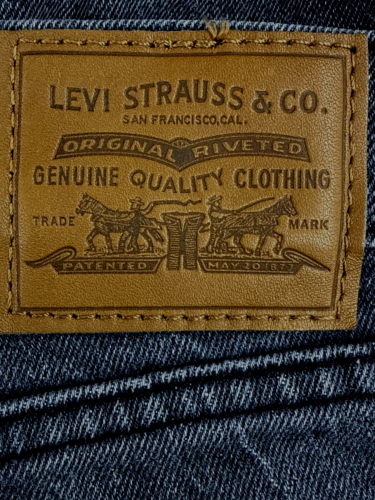 LEVI STRAUSS & CO.
SAN FRANCISCO, CAL.
ORIGINAL RIVETED
GENUINE QUALITY CLOTHING
TRADE MARK
PATENTED MAY 20 1873